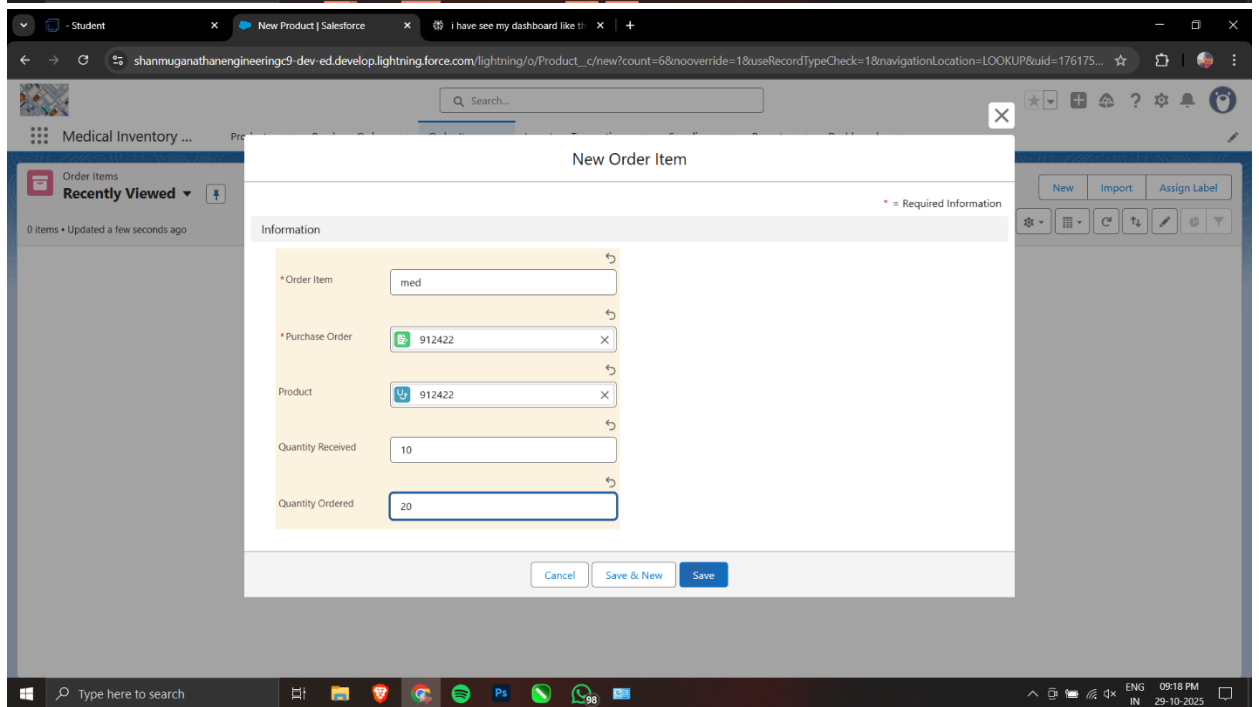 - Student
New Product | Salesforce
i have see my dashboard like th
shanmuganathanengineeringc9-dev-ed.develop.lightning.force.com/lightning/o/Product__c/new?count=6&nooverride=1&useRecordTypeCheck=1&navigationLocation=LOOKUP&uid=176175...
Search...
Medical Inventory ...
New Order Item
Order Items
Recently Viewed
New Import Assign Label
* = Required Information
0 items • Updated a few seconds ago
Information
*Order Item
med
*Purchase Order
912422
Product
912422
Quantity Received
10
Quantity Ordered
20
Cancel Save & New Save
Type here to search
Ps
98
ENG
IN
09:18 PM
29-10-2025